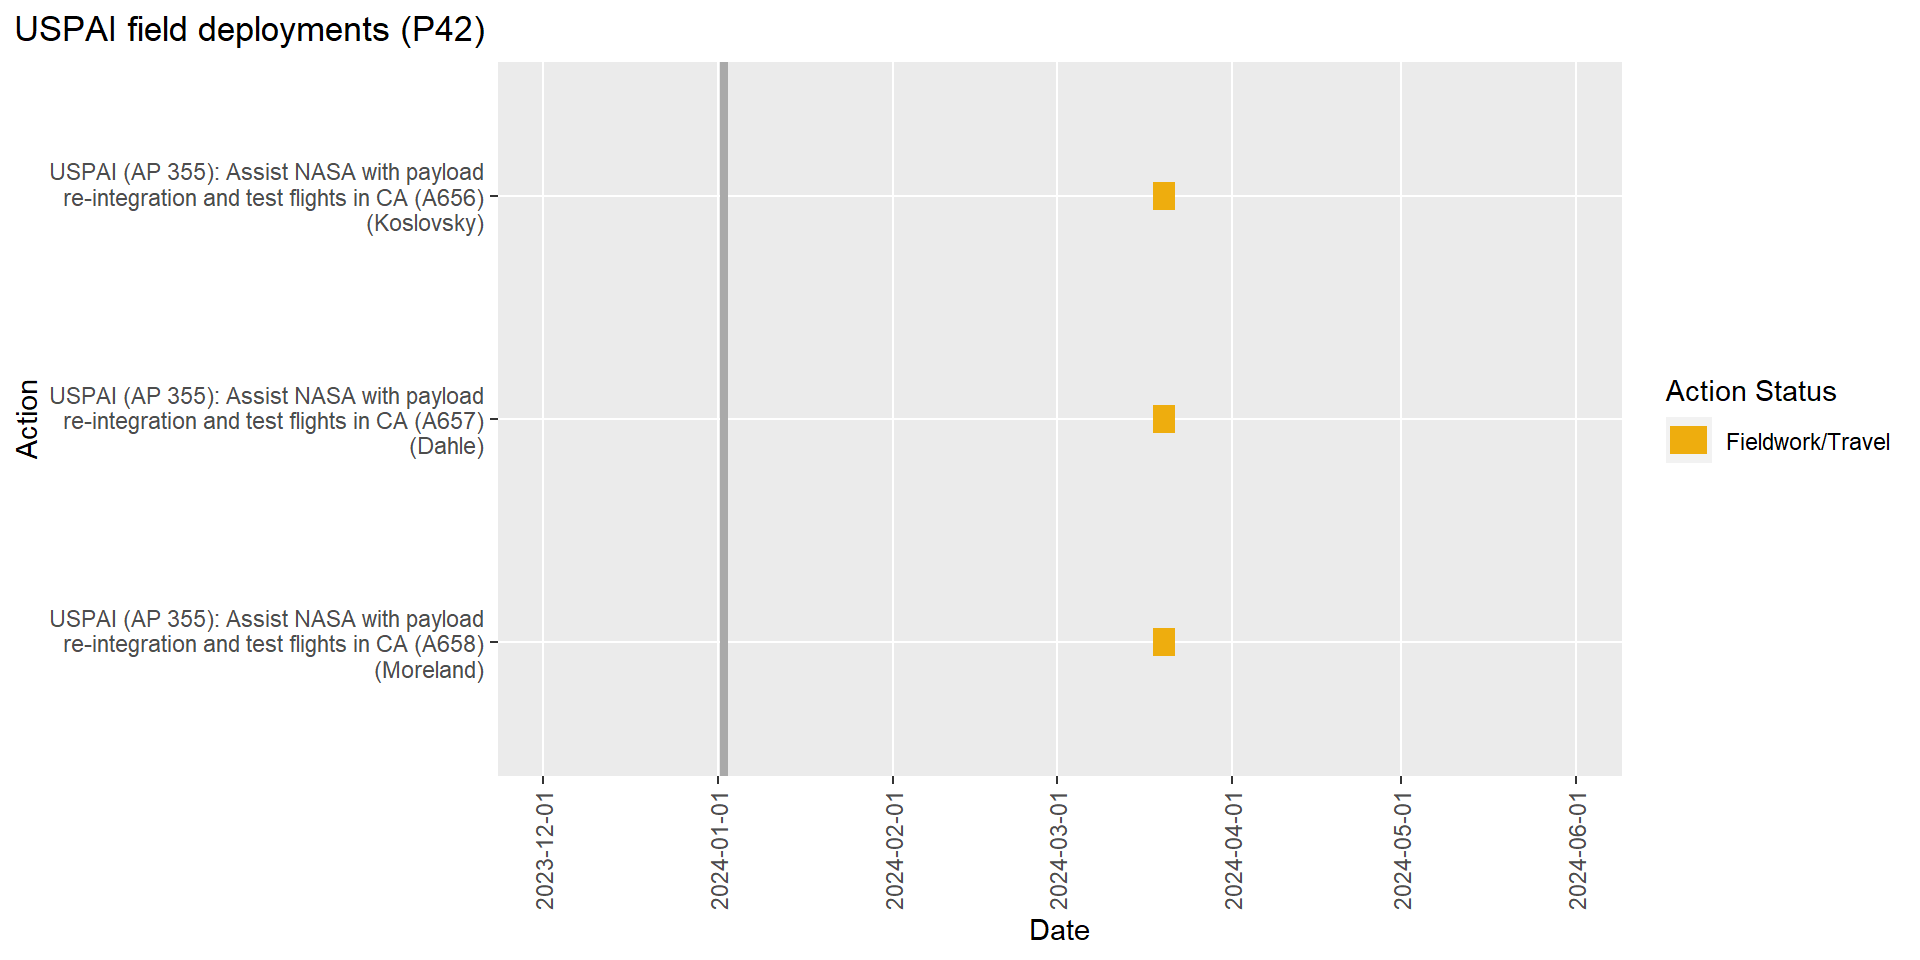 USPAI field deployments (P42)
USPAI (AP 355): Assist NASA with payload
re-integration and test flights in CA (A656)
(Koslovsky)
USPAI (AP 355): Assist NASA with payload
re-integration and test flights in CA (A657)
(Dahle)
USPAI (AP 355): Assist NASA with payload
re-integration and test flights in CA (A658)
(Moreland)
Action
2023-12-01
2024-01-01
2024-02-01
2024-03-01
2024-04-01
2024-05-01
2024-06-01
Date
Action Status
Fieldwork/Travel